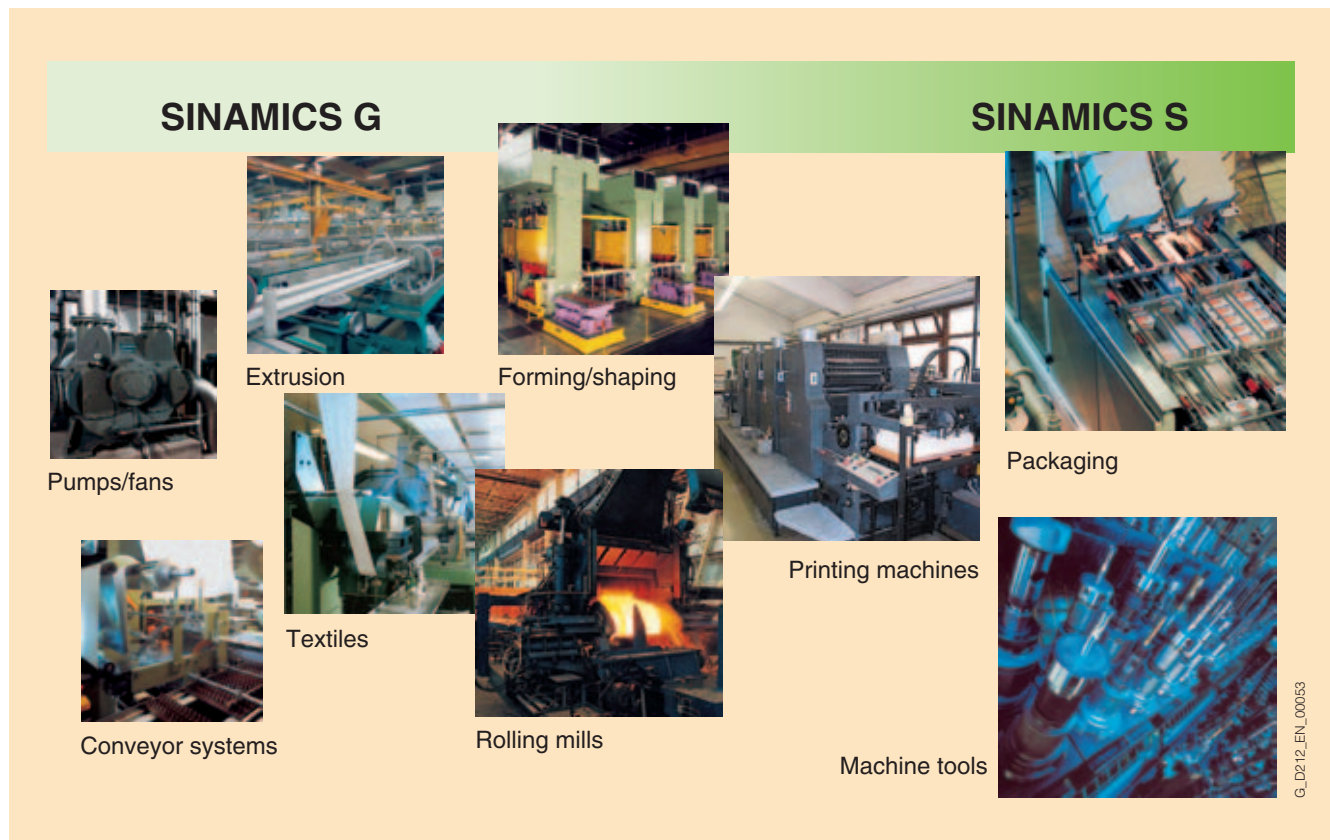 SINAMICS G
SINAMICS S
Extrusion
Forming/shaping
Pumps/fans
Packaging
Printing machines
Textiles
Conveyor systems
Rolling mills
Machine tools
G_D212_EN_00053